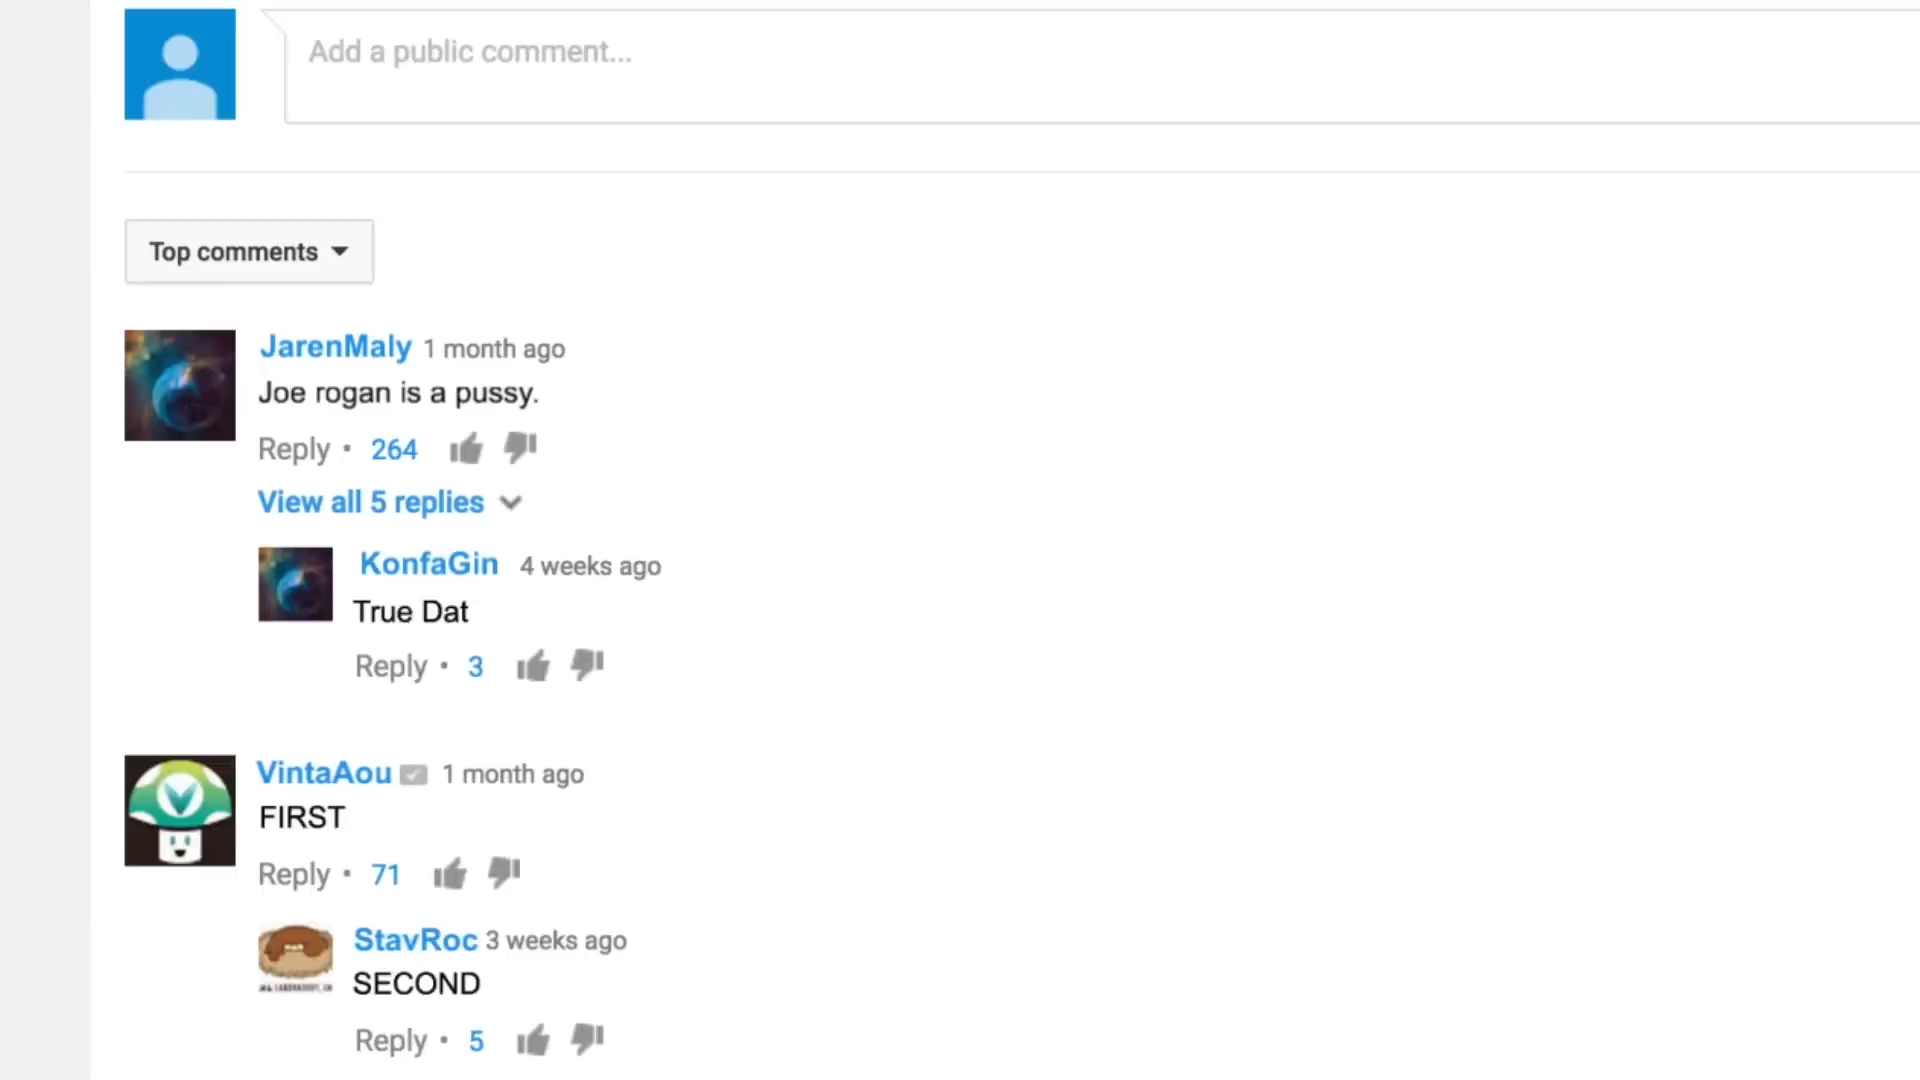 Add a public comment...
Top comments
JarenMaly 1 month ago
Joe rogan is a pussy.
Reply • 264
View all 5 replies
KonfaGin 4 weeks ago
True Dat
Reply • 3
VintaAou 1 month ago
FIRST
Reply • 71
StavRoc 3 weeks ago
SECOND
Reply • 5